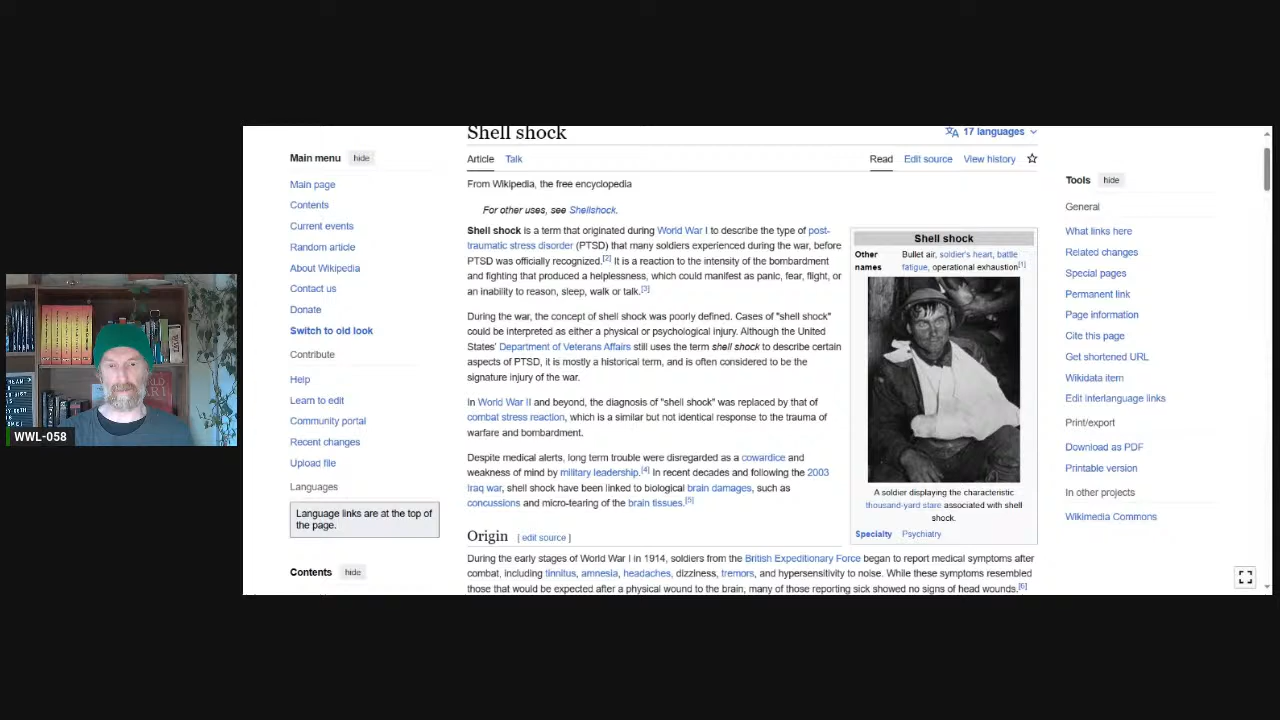 Shell shock
17 languages
Main menu hide
Article Talk
Read Edit source View history
Main page
Contents
Current events
Random article
About Wikipedia
Contact us
Donate
Switch to old look
Contribute
Help
Learn to edit
Community portal
Recent changes
Upload file
Languages
Language links are at the top of
the page.
Contents hide
From Wikipedia, the free encyclopedia
For other uses, see Shellshock.
Shell shock is a term that originated during World War I to describe the type of post-
traumatic stress disorder (PTSD) that many soldiers experienced during the war, before
PTSD was officially recognized.[2] It is a reaction to the intensity of the bombardment
and fighting that produced a helplessness, which could manifest as panic, fear, flight, or
an inability to reason, sleep, walk or talk.[3]
During the war, the concept of shell shock was poorly defined. Cases of "shell shock"
could be interpreted as either a physical or psychological injury. Although the United
States' Department of Veterans Affairs still uses the term shell shock to describe certain
aspects of PTSD, it is mostly a historical term, and is often considered to be the
signature injury of the war.
In World War II and beyond, the diagnosis of "shell shock" was replaced by that of
combat stress reaction, which is a similar but not identical response to the trauma of
warfare and bombardment.
Despite medical alerts, long term trouble were disregarded as a cowardice and
weakness of mind by military leadership.[4] In recent decades and following the 2003
Iraq war, shell shock have been linked to biological brain damages, such as
concussions and micro-tearing of the brain tissues.[5]
Origin [ edit source ]
During the early stages of World War I in 1914, soldiers from the British Expeditionary Force began to report medical symptoms after
combat, including tinnitus, amnesia, headaches, dizziness, tremors, and hypersensitivity to noise. While these symptoms resembled
those that would be expected after a physical wound to the brain, many of those reporting sick showed no signs of head wounds.[6]
Shell shock
Other names Bullet air, soldier's heart, battle
fatigue, operational exhaustion[1]
A soldier displaying the characteristic
thousand-yard stare associated with shell
shock.
Specialty Psychiatry
Tools hide
General
What links here
Related changes
Special pages
Permanent link
Page information
Cite this page
Get shortened URL
Wikidata item
Edit interlanguage links
Print/export
Download as PDF
Printable version
In other projects
Wikimedia Commons
WWL-058